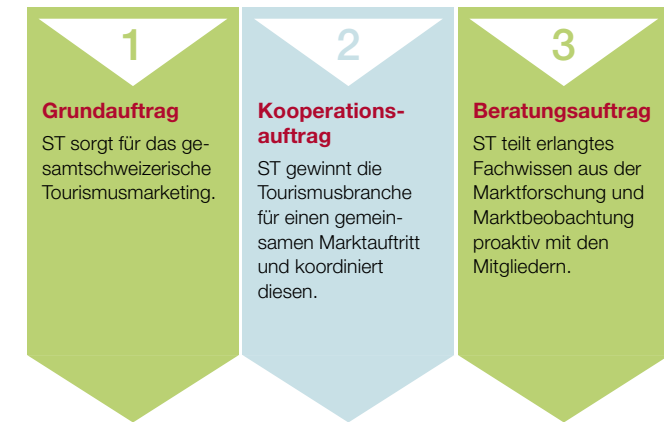 1
Grundauftrag
ST sorgt für das ge-
samtschweizerische
Tourismusmarketing.
2
Kooperations-
auftrag
ST gewinnt die
Tourismusbranche
für einen gemein-
samen Marktauftritt
und koordiniert
diesen.
3
Beratungsauftrag
ST teilt erlangtes
Fachwissen aus der
Marktforschung und
Marktbeobachtung
proaktiv mit den
Mitgliedern.